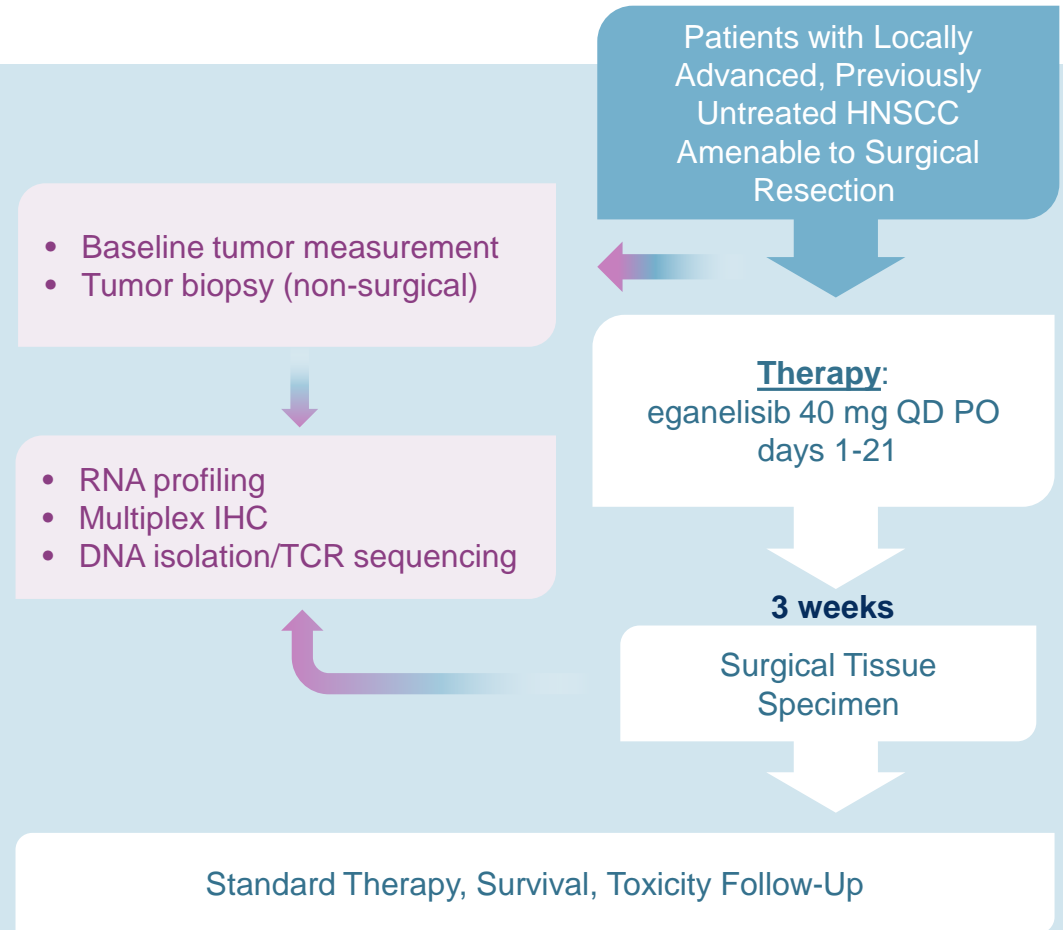 Patients with Locally
Advanced, Previously
Untreated HNSCC
Amenable to Surgical
Resection
• Baseline tumor measurement
• Tumor biopsy (non-surgical)
Therapy:
eganelisib 40 mg QD PO
days 1-21
• RNA profiling
• Multiplex IHC
• DNA isolation/TCR sequencing
3 weeks
Surgical Tissue
Specimen
Standard Therapy, Survival, Toxicity Follow-Up